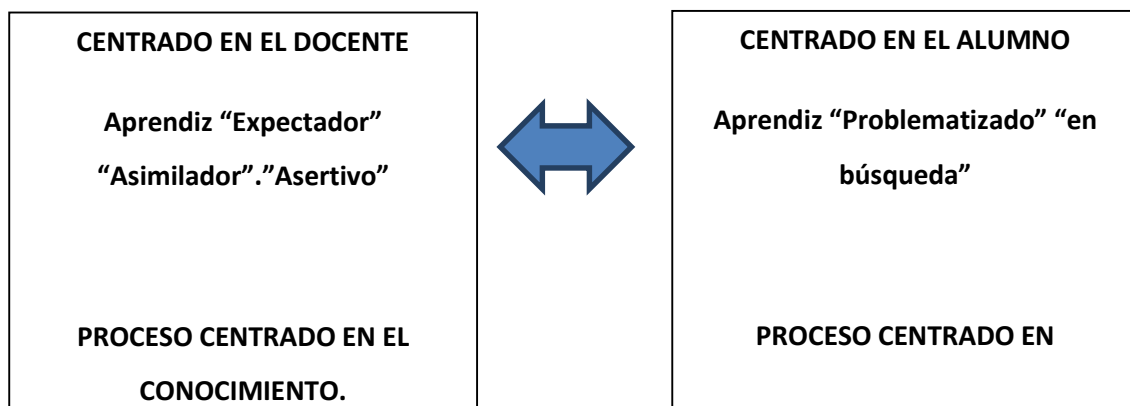 CENTRADO EN EL DOCENTE
Aprendiz “Expectador”
“Asimilador”.”Asertivo”
PROCESO CENTRADO EN EL
CONOCIMIENTO.
CENTRADO EN EL ALUMNO
Aprendiz “Problematizado” “en
búsqueda”
PROCESO CENTRADO EN